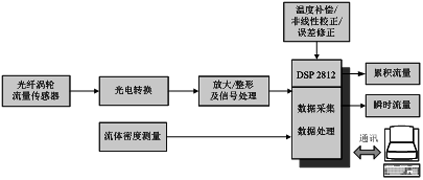 温度补偿/
非线性校正/
误差修正
光纤涡轮
流量传感器
光电转换
放大/整形
及信号处理
DSP 2812
数据采集
数据处理
累积流量
瞬时流量
流体密度测量
通讯